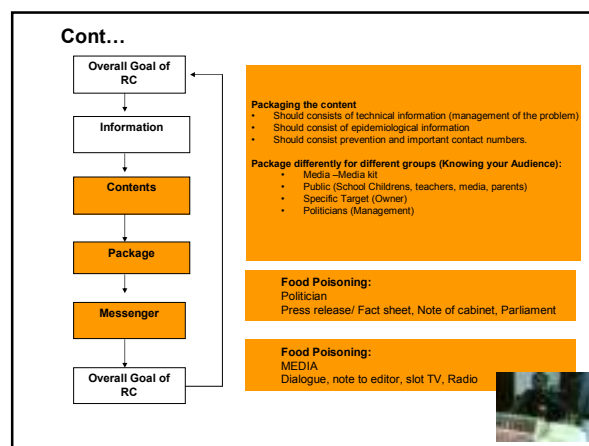 Cont...
Overall Goal of
RC
Information
Contents
Package
Messenger
Overall Goal of
RC
Packaging the content
• Should consists of technical information (management of the problem)
• Should consist of epidemiological information
• Should consist prevention and important contact numbers.
Package differently for different groups (Knowing your Audience):
• Media –Media kit
• Public (School Childrens, teachers, media, parents)
• Specific Target (Owner)
• Politicians (Management)
Food Poisoning:
Politician
Press release/ Fact sheet, Note of cabinet, Parliament
Food Poisoning:
MEDIA
Dialogue, note to editor, slot TV, Radio